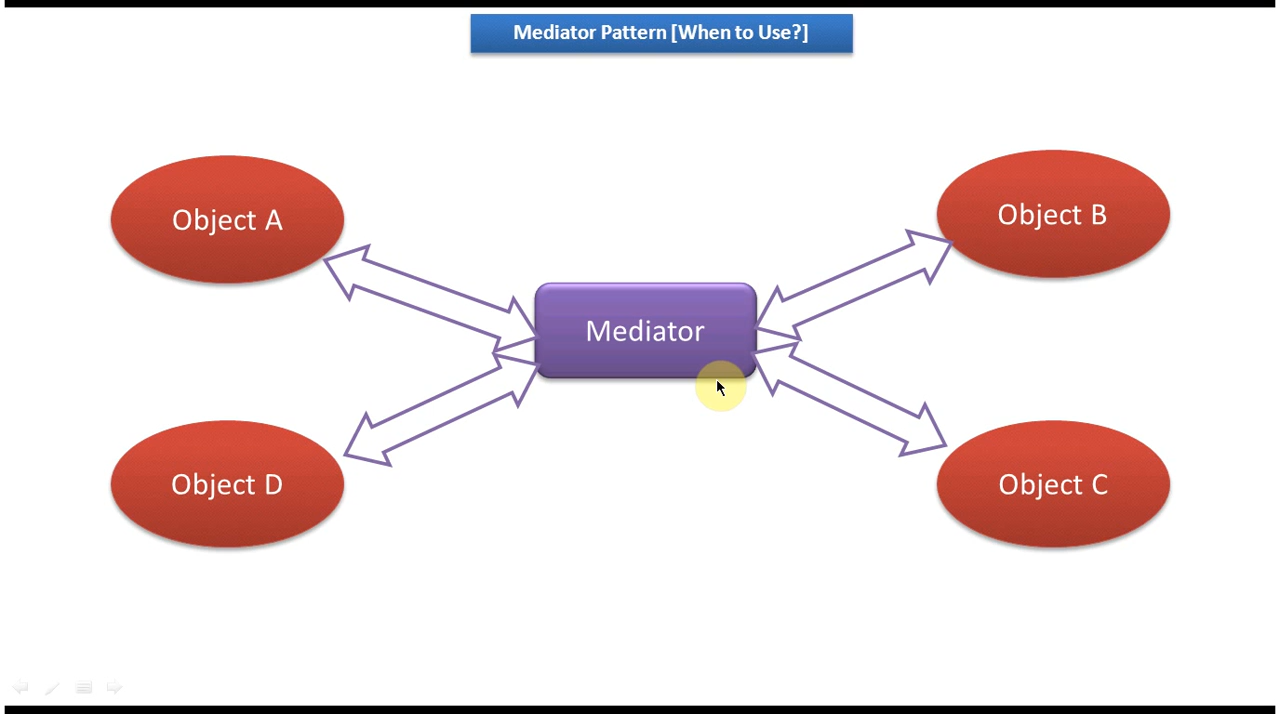 Mediator Pattern [When to Use?]
Object A
Object B
Mediator
Object D
Object C